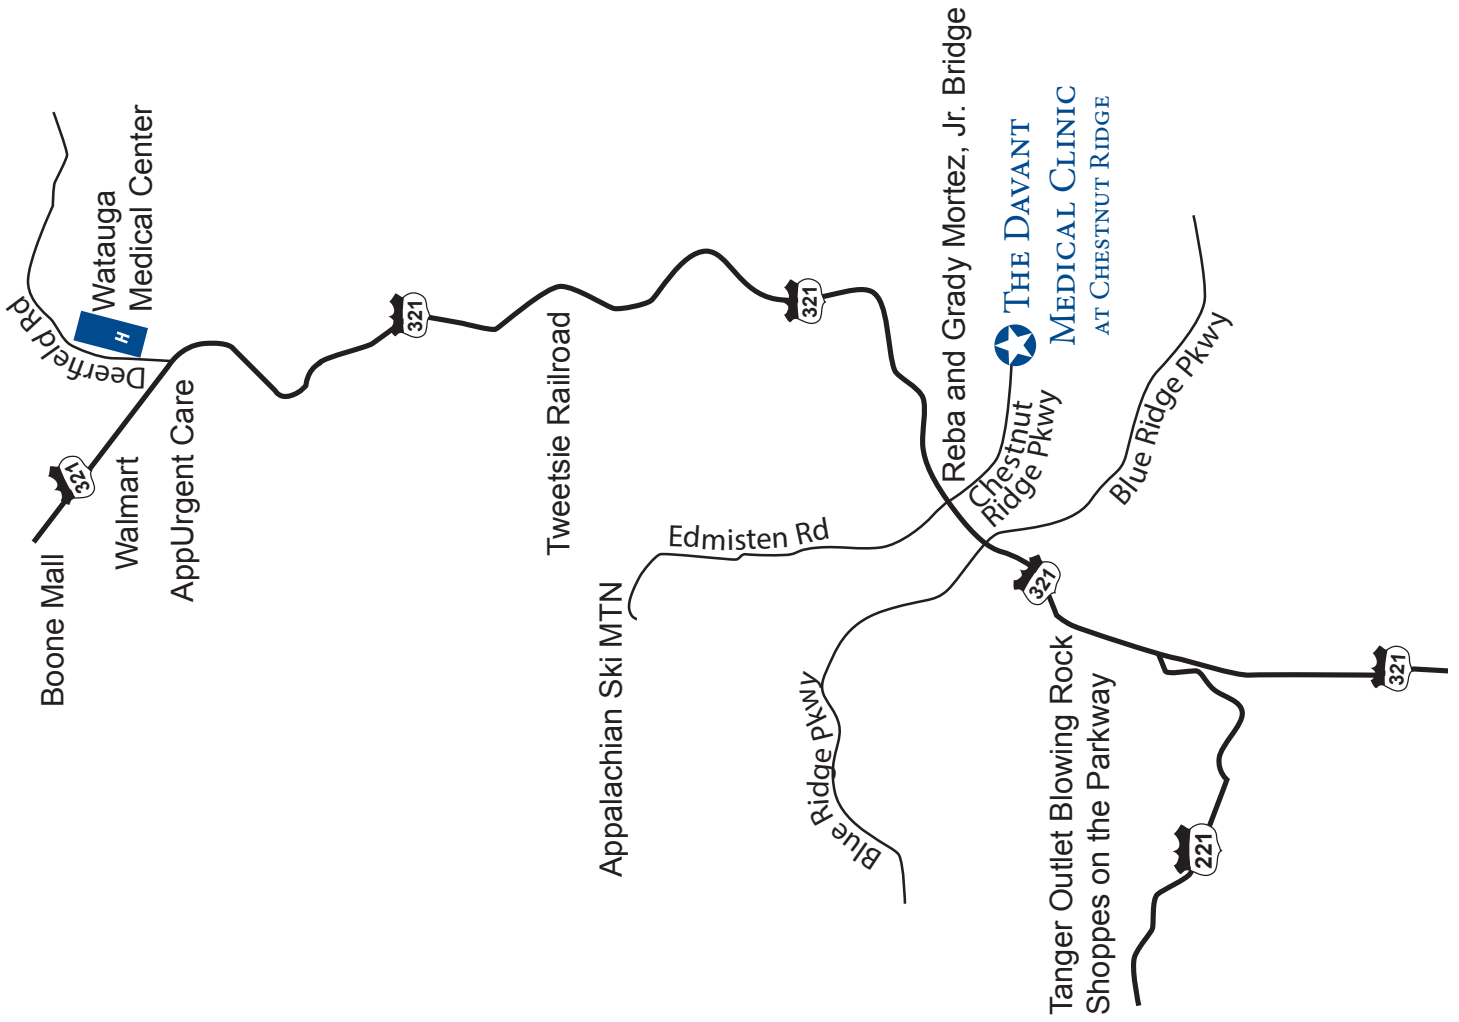 Boone Mall
321
Walmart
AppUrgent Care
Deerfield Rd
H
Watauga
Medical Center
321
Tweetsie Railroad
Appalachian Ski MTN
Edmisten Rd
321
Reba and Grady Mortez, Jr. Bridge
THE DAVANT
MEDICAL CLINIC
AT CHESTNUT RIDGE
Chestnut
Ridge Pkwy
Blue Ridge Pkwy
Blue Ridge Pkwy
321
Tanger Outlet Blowing Rock
Shoppes on the Parkway
221
321